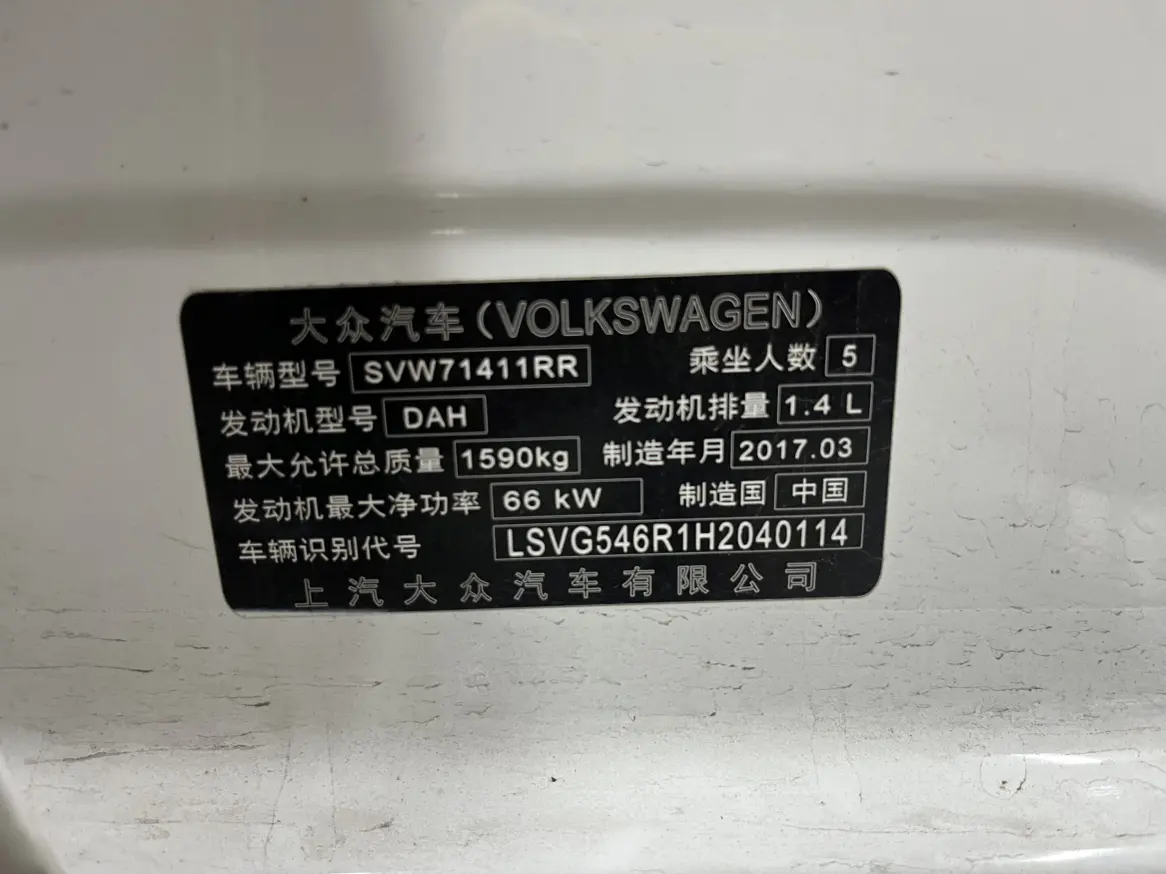 大众汽车(VOLKSWAGEN)
车辆型号 SVW71411RR 乘坐人数 5
发动机型号 DAH 发动机排量 1.4 L
最大允许总质量 1590kg 制造年月 2017.03
发动机最大净功率 66 kW 制造国 中国
车辆识别代号 LSVG546R1H2040114
上汽大众汽车有限公司